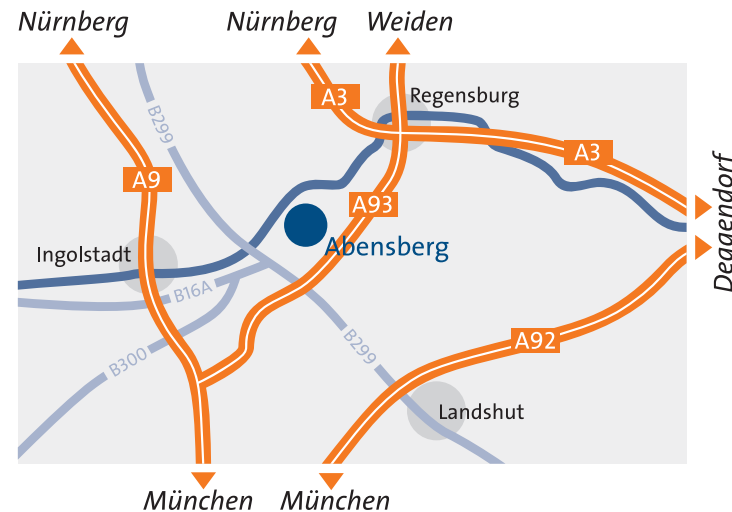 Nürnberg
Nürnberg
Weiden
A3
Regensburg
B299
A3
A9
A93
Deggendorf
Ingolstadt
Abensberg
B16A
A92
B299
B300
Landshut
München
München